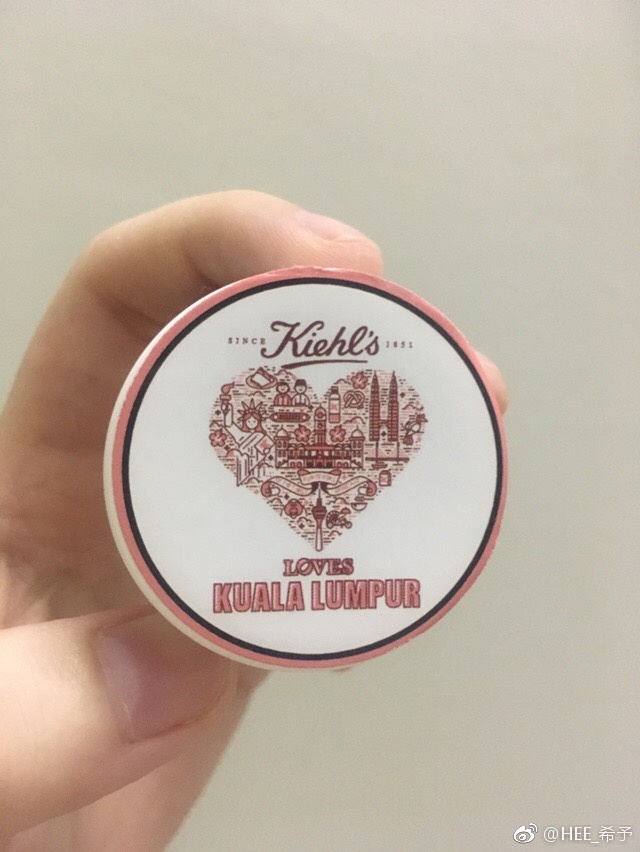 SINCE Kiehl's 1851
LOVES
KUALA LUMPUR
@HEE_希予